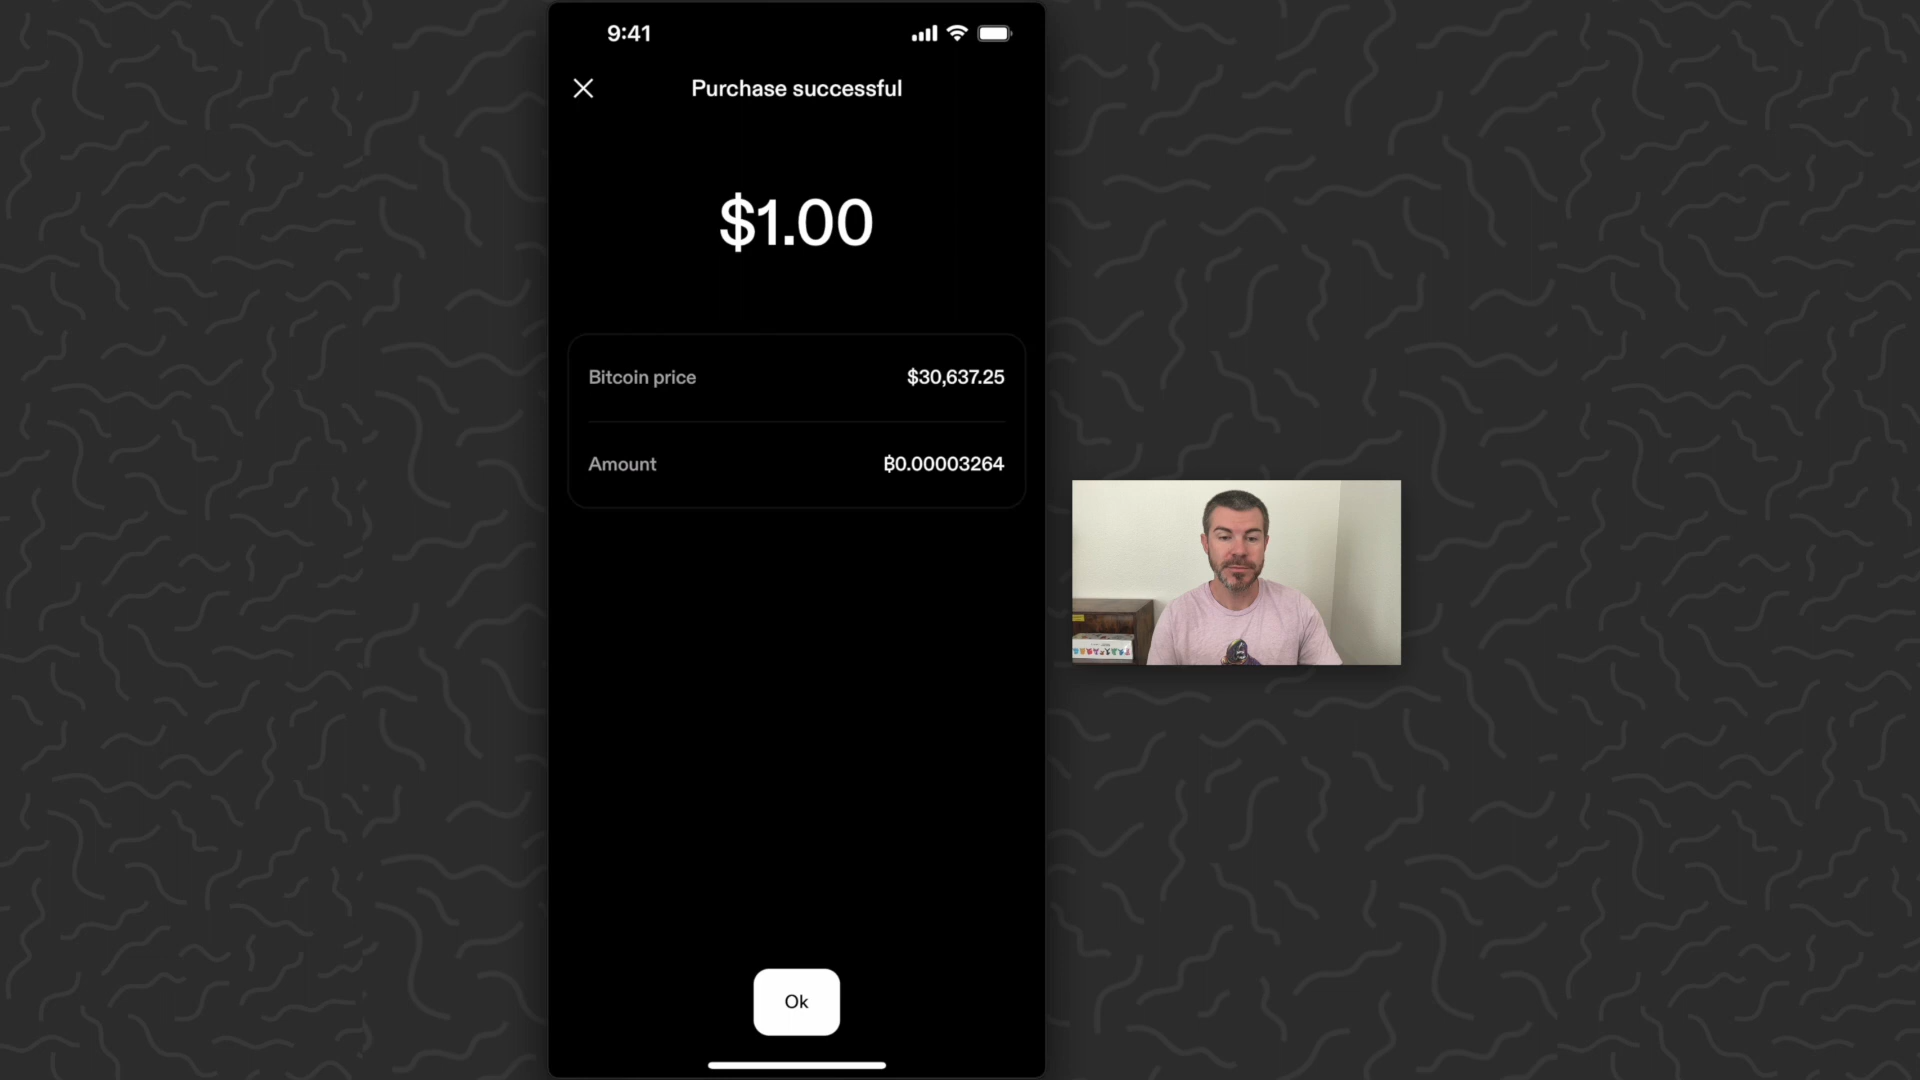 9:41
Purchase successful
$1.00
Bitcoin price $30,637.25
Amount ₿0.00003264
Ok